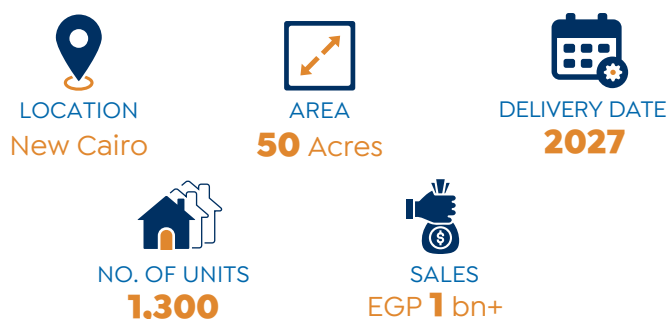 LOCATION
New Cairo
AREA
50 Acres
DELIVERY DATE
2027
NO. OF UNITS
1,300
$
SALES
EGP 1 bn+